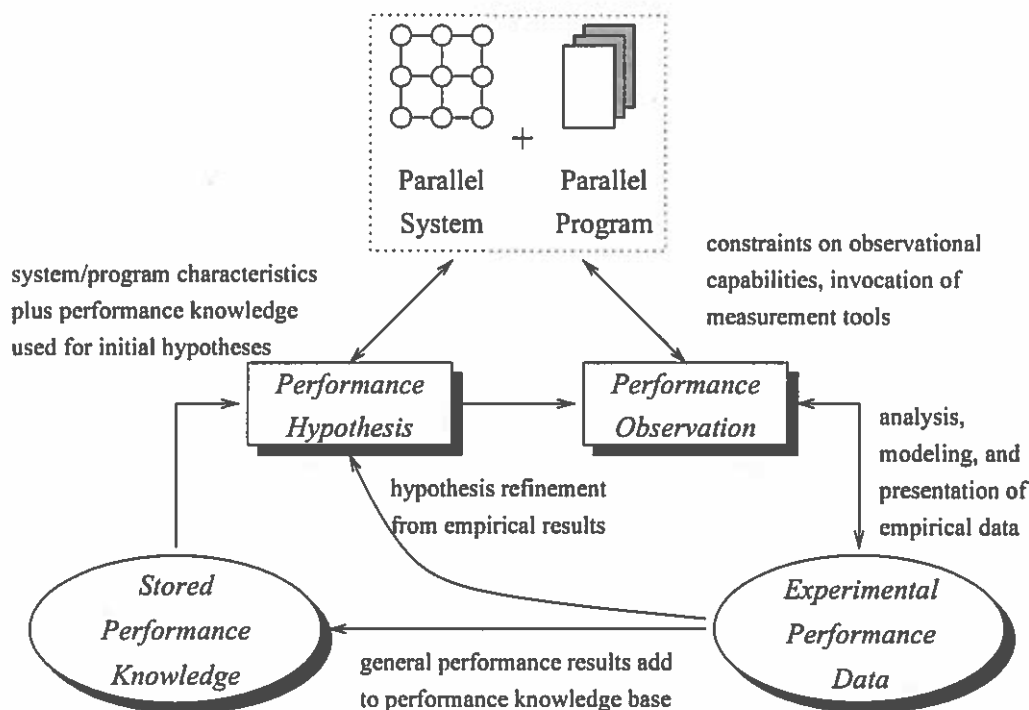 +
Parallel
System
Parallel
Program
system/program characteristics
plus performance knowledge
used for initial hypotheses
constraints on observational
capabilities, invocation of
measurement tools
Performance
Hypothesis
Performance
Observation
analysis,
modeling, and
presentation of
empirical data
hypothesis refinement
from empirical results
Stored
Performance
Knowledge
Experimental
Performance
Data
general performance results add
to performance knowledge base